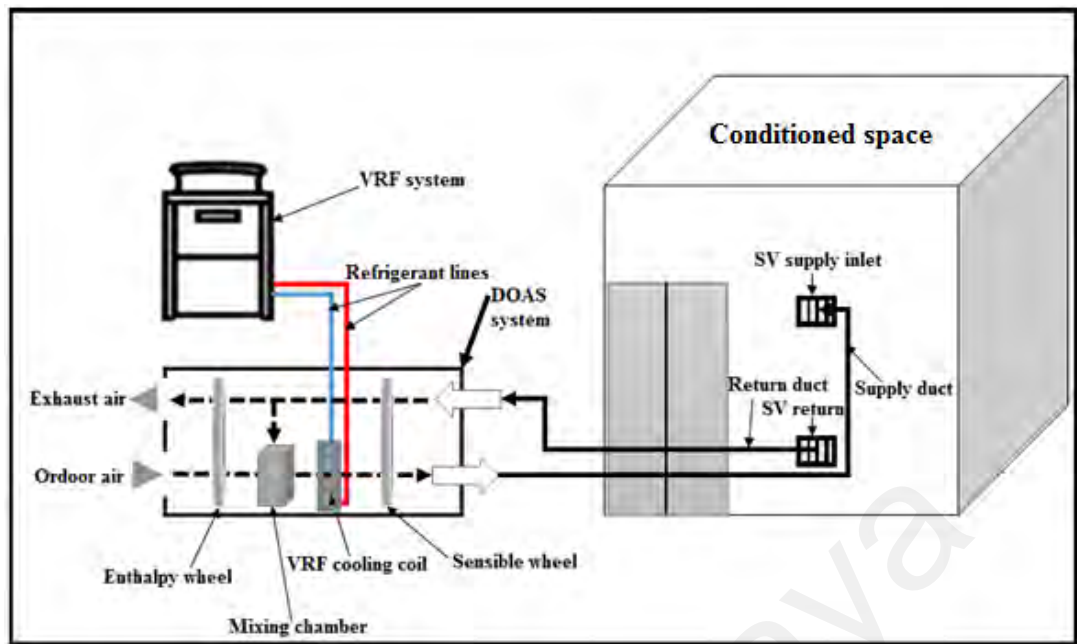 Conditioned space
VRF system
SV supply inlet
Refrigerant lines
DOAS
system
Exhaust air
Return duct
Supply duct
SV return
Ordoor air
Enthalpy wheel
VRF cooling coil
Sensible wheel
Mixing chamber